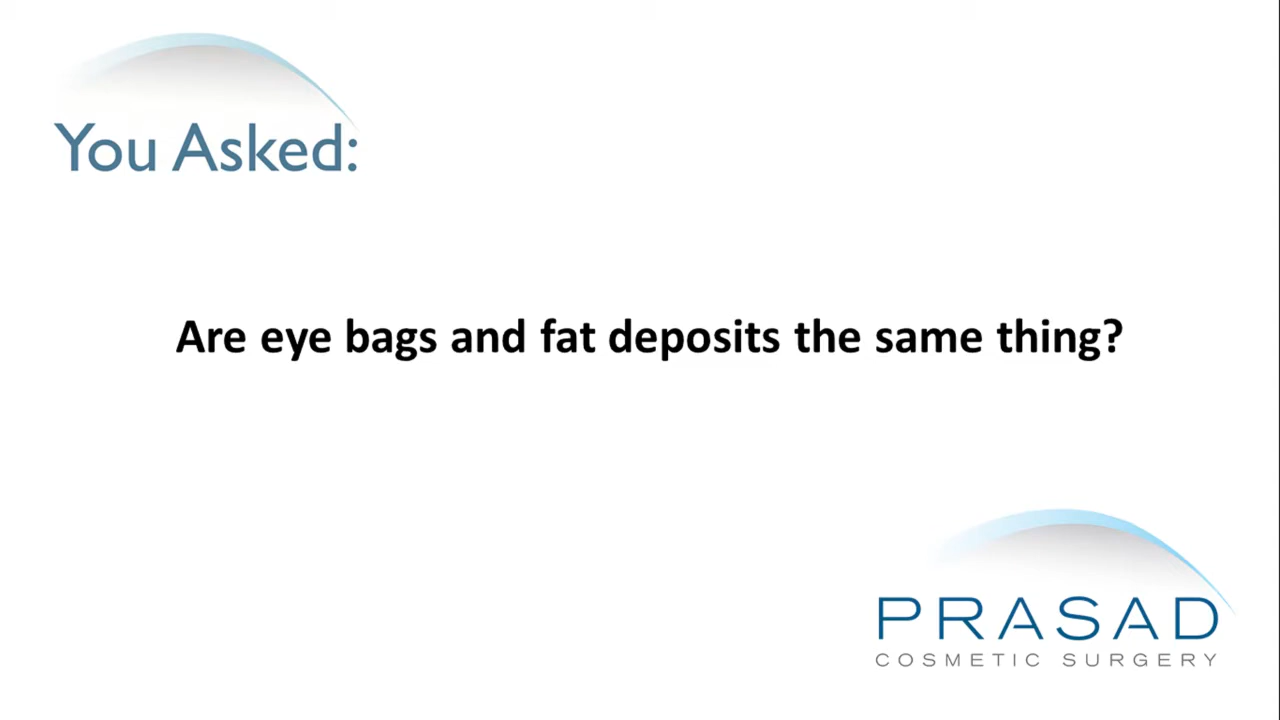 You Asked:
Are eye bags and fat deposits the same thing?
PRASAD
COSMETIC SURGERY